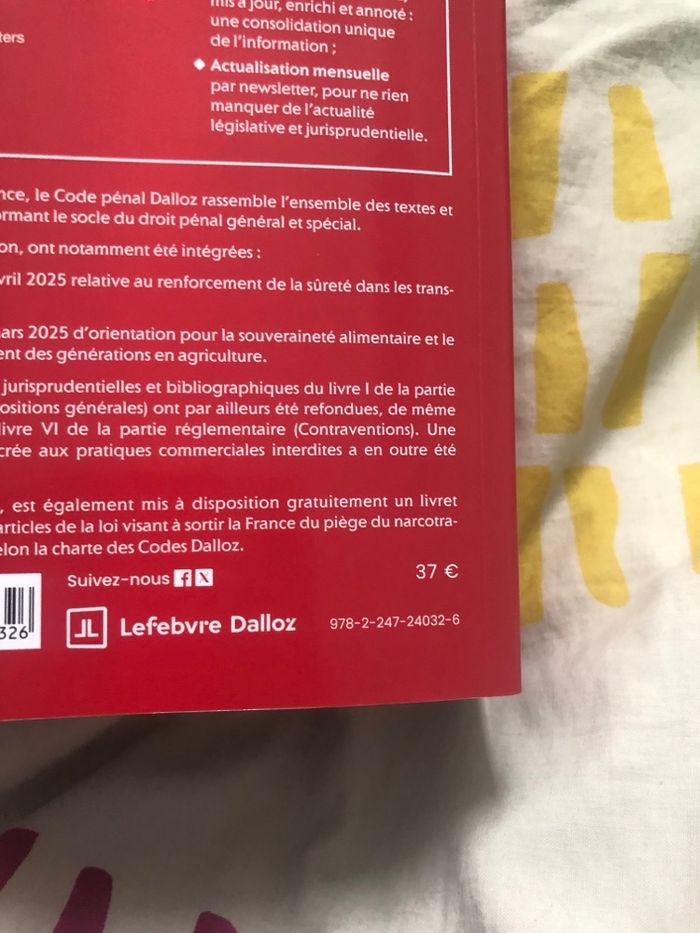 mis à jour, enrichi et annoté :
une consolidation unique
de l'information ;
ters
◆ Actualisation mensuelle
par newsletter, pour ne rien
manquer de l'actualité
législative et jurisprudentielle.
nce, le Code pénal Dalloz rassemble l'ensemble des textes et
ormant le socle du droit pénal général et spécial.
on, ont notamment été intégrées :
vril 2025 relative au renforcement de la sûreté dans les trans-
ars 2025 d'orientation pour la souveraineté alimentaire et le
ent des générations en agriculture.
jurisprudentielles et bibliographiques du livre I de la partie
ositions générales) ont par ailleurs été refondues, de même
livre VI de la partie réglementaire (Contraventions). Une
crée aux pratiques commerciales interdites a en outre été
, est également mis à disposition gratuitement un livret
articles de la loi visant à sortir la France du piège du narcotra-
elon la charte des Codes Dalloz.
Suivez-nous f X
37 €
326
Lefebvre Dalloz
978-2-247-24032-6